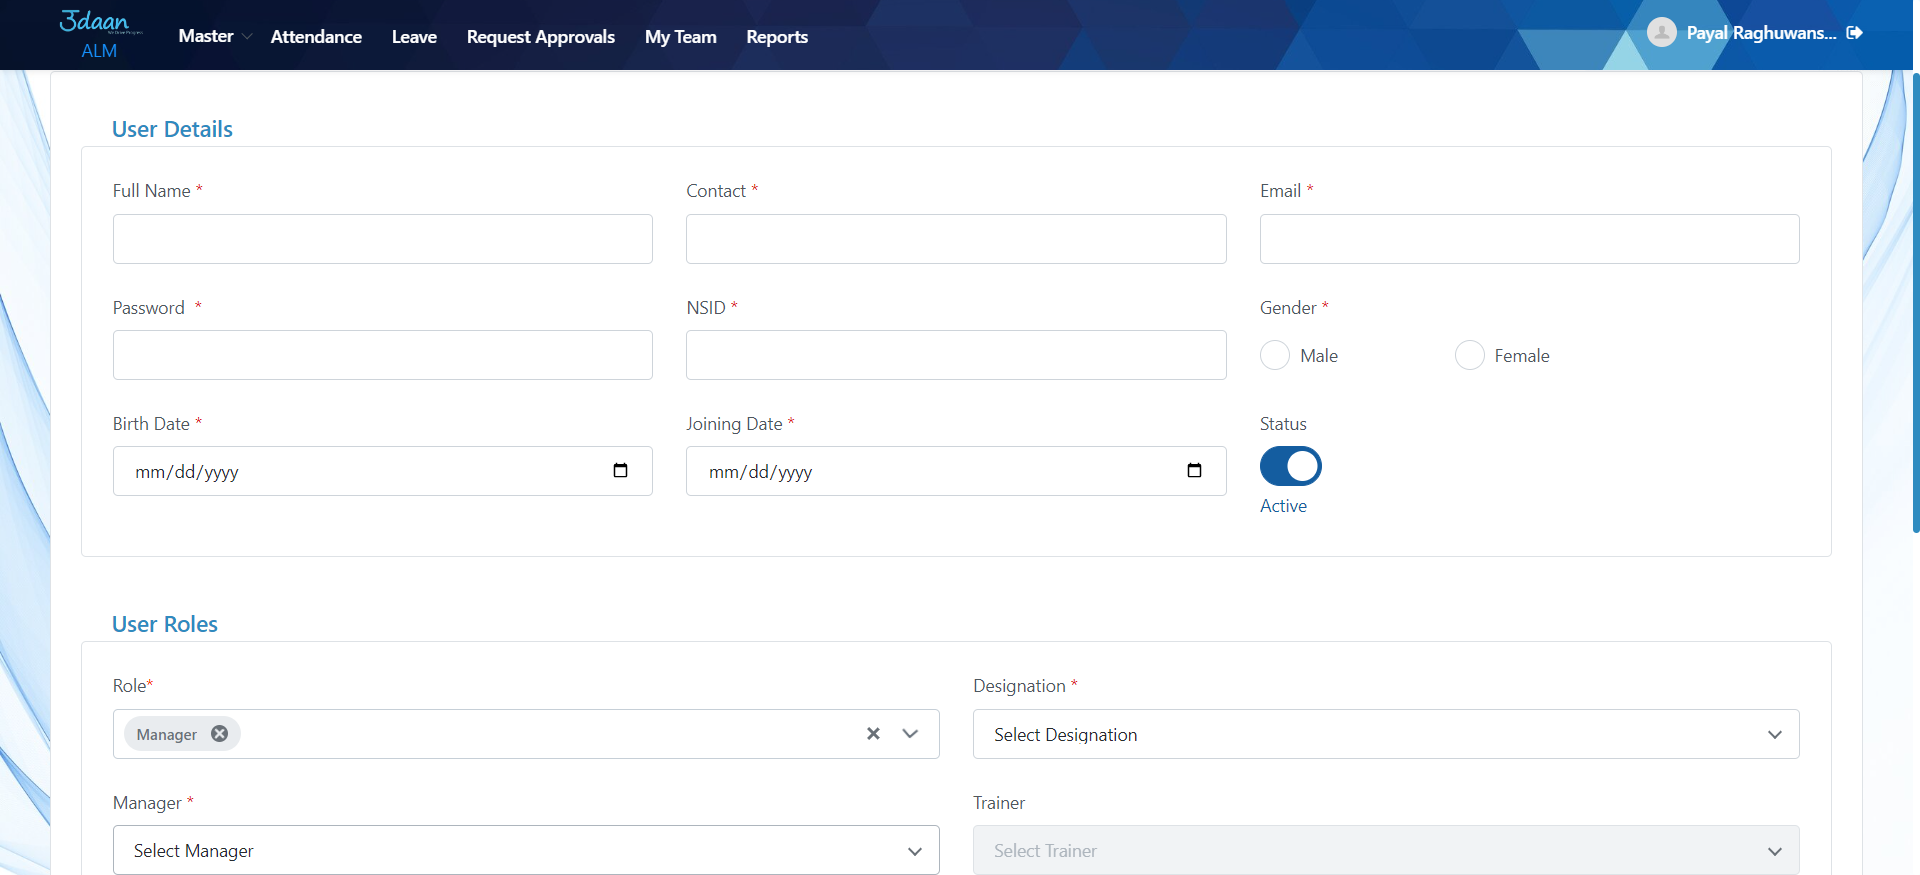 3daan
ALM
Master Attendance Leave Request Approvals My Team Reports
Payal Raghuwans...
User Details
Full Name * Contact * Email *
Password * NSID * Gender *
Male Female
Birth Date * Joining Date * Status
mm/dd/yyyy mm/dd/yyyy
Active
User Roles
Role* Designation *
Manager Select Designation
Manager * Trainer
Select Manager Select Trainer